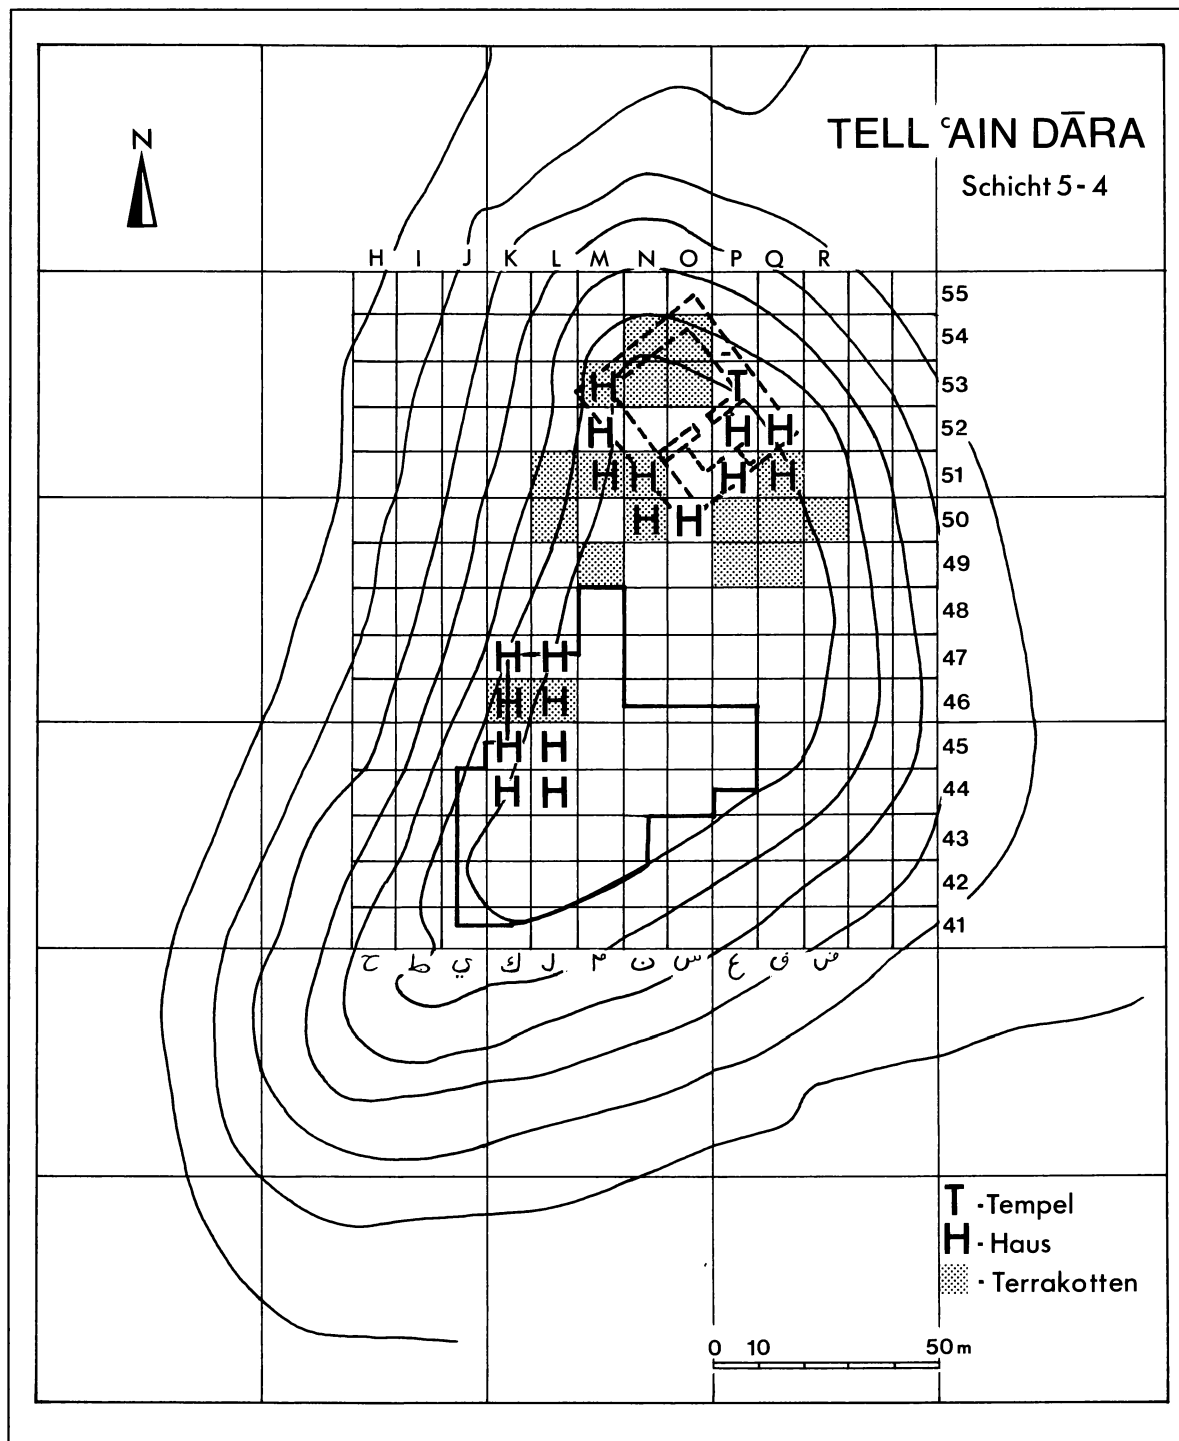 N
TELL ʿAIN DĀRA
Schicht 5-4
H I J K L M N O P Q R
55
54
53
H T
52
H H H
51
H H H H
50
H H
49
48
47
H H
46
H H
45
H H
44
H H
43
42
41
ح ط ي ك ل م ن س ع ف ض
T - Tempel
H - Haus
- Terrakotten
0 10 50 m